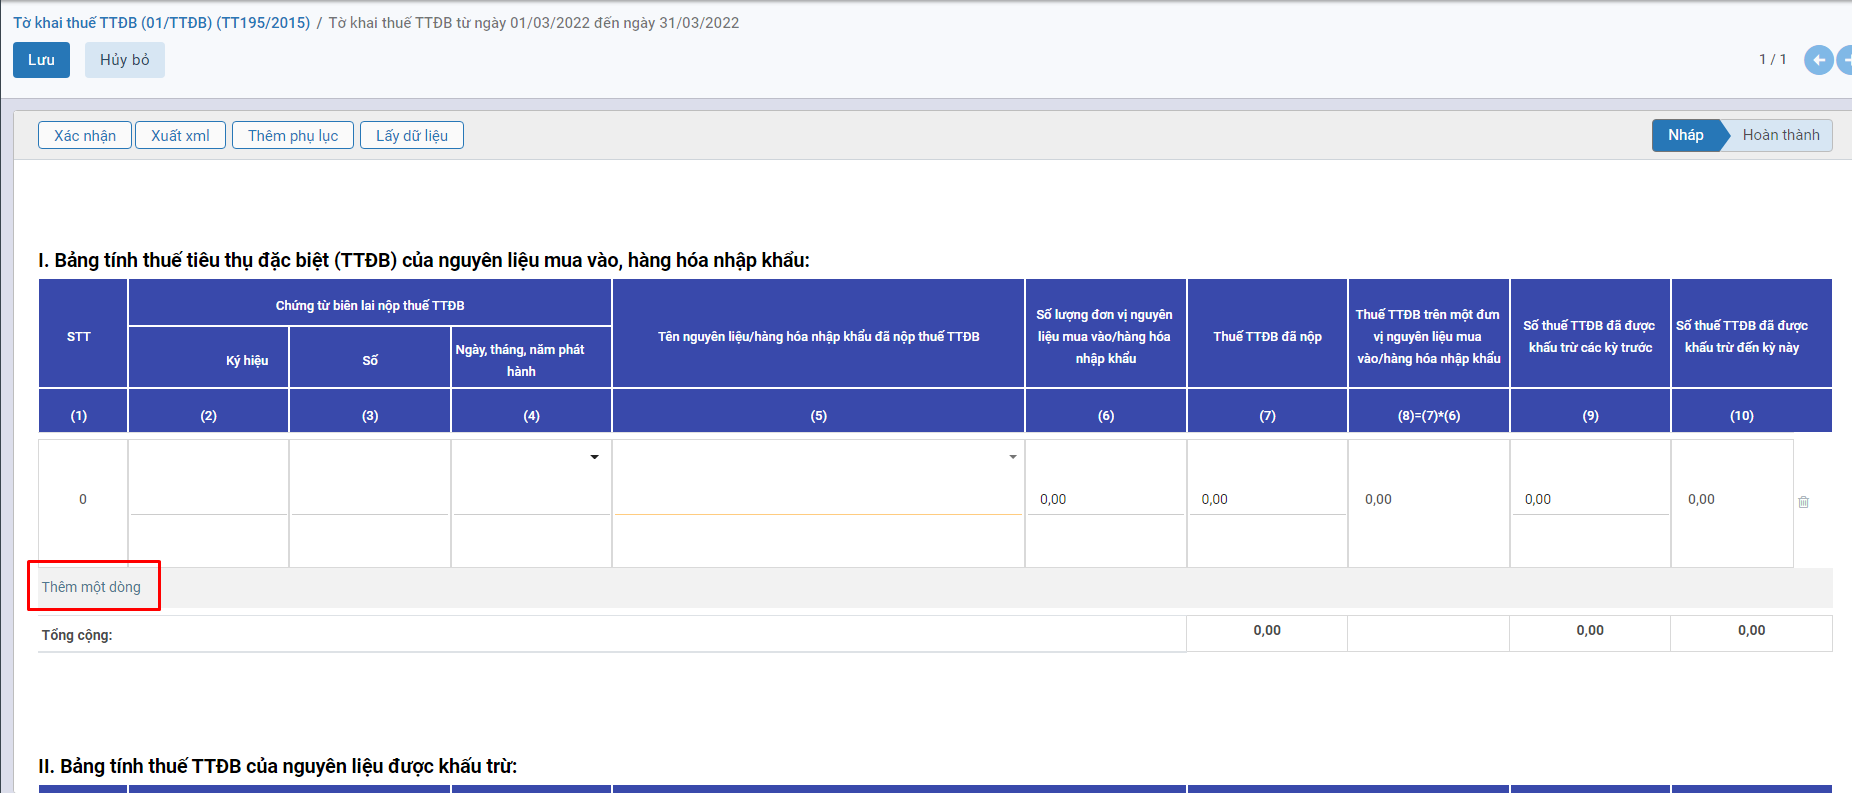 Tờ khai thuế TTĐB (01/TTĐB) (TT195/2015) / Tờ khai thuế TTĐB từ ngày 01/03/2022 đến ngày 31/03/2022
Lưu
Hủy bỏ
1 / 1
Xác nhận
Xuất xml
Thêm phụ lục
Lấy dữ liệu
Nháp
Hoàn thành
I. Bảng tính thuế tiêu thụ đặc biệt (TTĐB) của nguyên liệu mua vào, hàng hóa nhập khẩu:
STT
Chứng từ biên lai nộp thuế TTĐB
Ký hiệu
Số
Ngày, tháng, năm phát
hành
Tên nguyên liệu/hàng hóa nhập khẩu đã nộp thuế TTĐB
Số lượng đơn vị nguyên
liệu mua vào/hàng hóa
nhập khẩu
Thuế TTĐB đã nộp
Thuế TTĐB trên một đưn
vị nguyên liệu mua
vào/hàng hóa nhập khẩu
Số thuế TTĐB đã được
khấu trừ các kỳ trước
Số thuế TTĐB đã được
khấu trừ đến kỳ này
(1)
(2)
(3)
(4)
(5)
(6)
(7)
(8)=(7)*(6)
(9)
(10)
0
0,00
0,00
0,00
0,00
0,00
Thêm một dòng
Tổng cộng:
0,00
0,00
0,00
II. Bảng tính thuế TTĐB của nguyên liệu được khấu trừ: